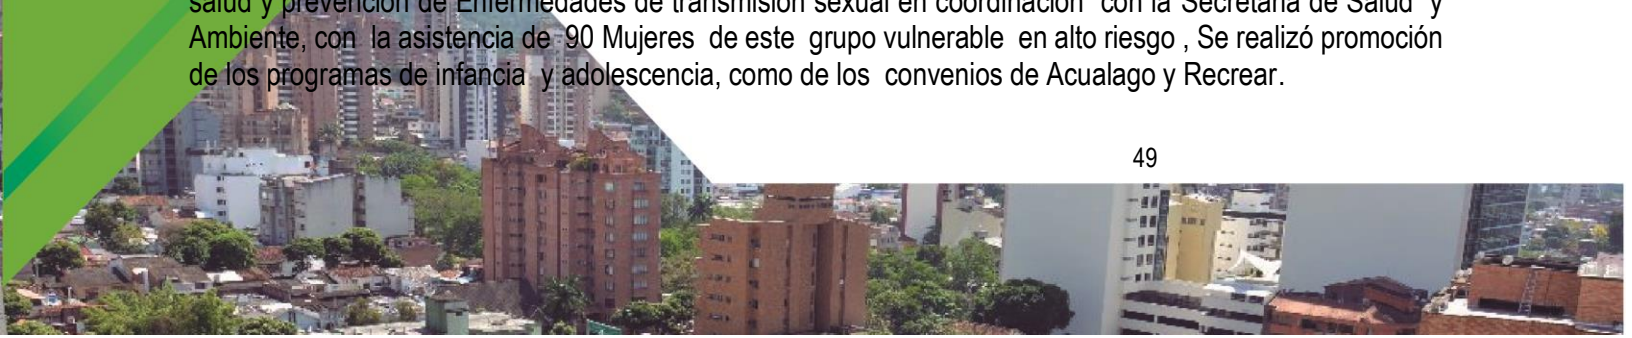 salud y prevención de Enfermedades de transmisión sexual en coordinación con la Secretaria de Salud y
Ambiente, con la asistencia de 90 Mujeres de este grupo vulnerable en alto riesgo , Se realizó promoción
de los programas de infancia y adolescencia, como de los convenios de Acualago y Recrear.
49